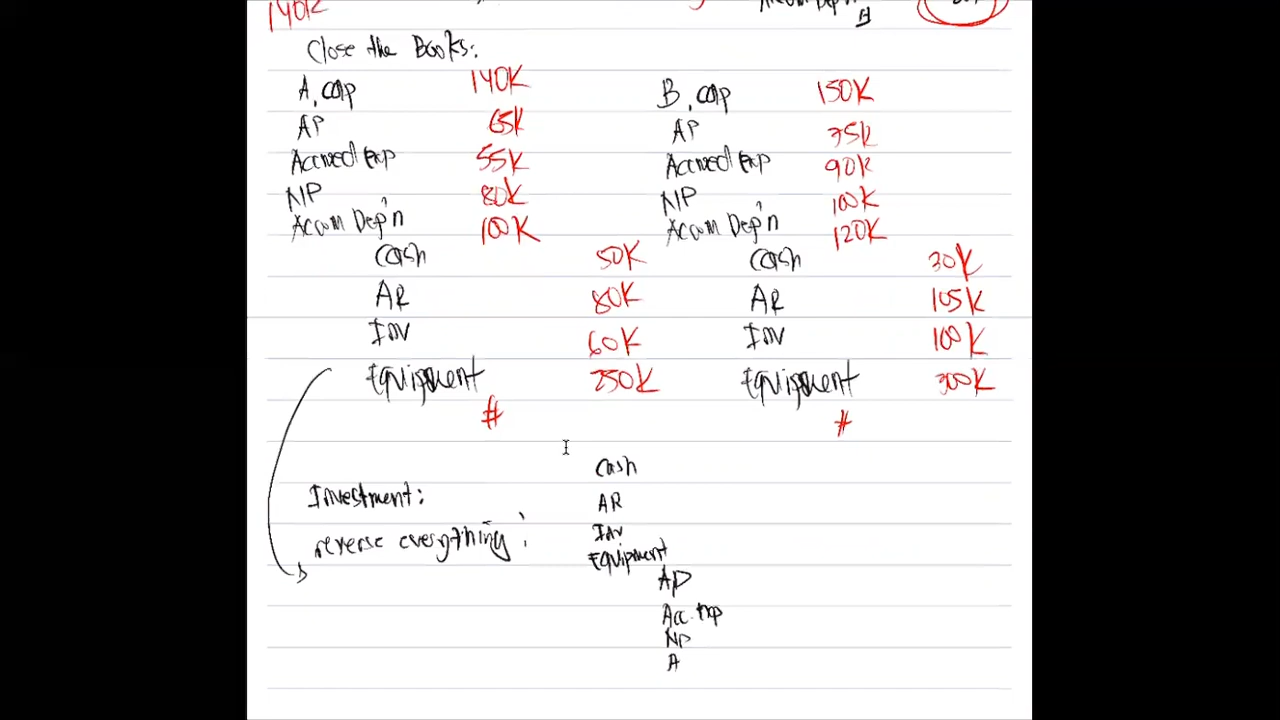 140K
Close the Books:
A, cap 140K B, cap 150K
AP 65K AP 75K
Accrued Exp 55K Accrued Exp 90K
NP 80K NP 100K
Accum Dep'n 100K Accum Dep'n 120K
Cash 50K Cash 30K
AR 80K AR 105K
Inv 60K Inv 100K
Equipment 250K Equipment 300K
# #
Cash
Investment: AR
reverse everything: Inv
Equipment
AP
Acc. Exp
NP
A